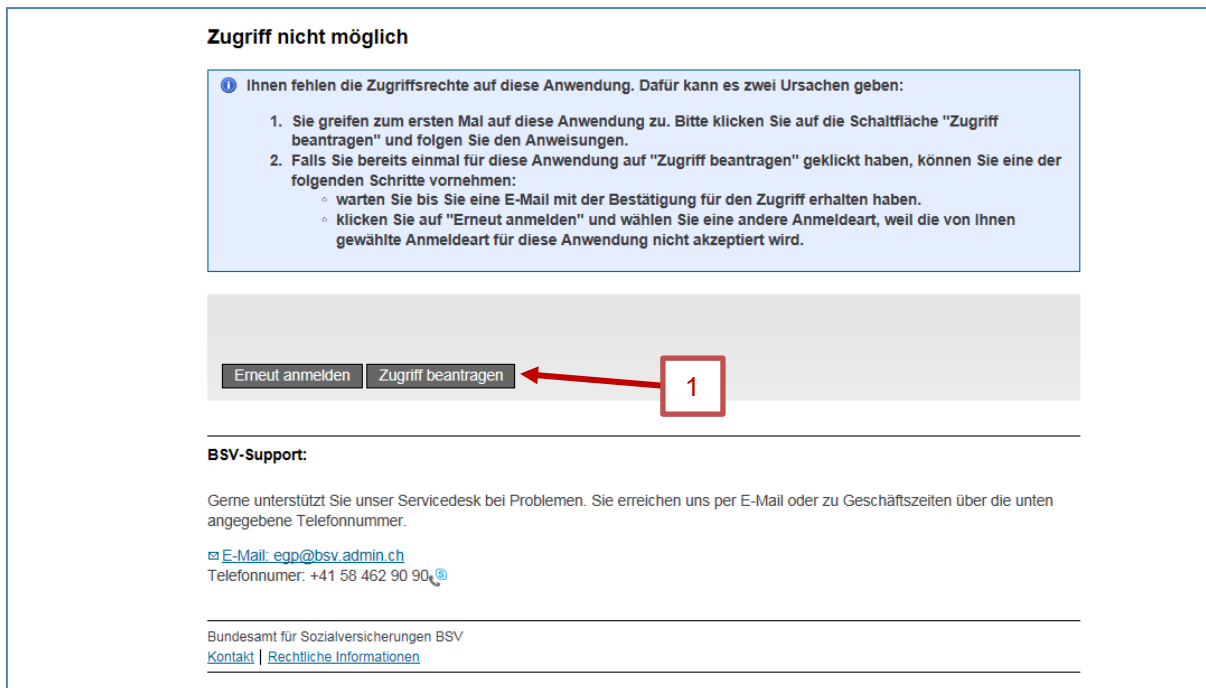 Zugriff nicht möglich
Ihnen fehlen die Zugriffsrechte auf diese Anwendung. Dafür kann es zwei Ursachen geben:
1. Sie greifen zum ersten Mal auf diese Anwendung zu. Bitte klicken Sie auf die Schaltfläche "Zugriff
beantragen" und folgen Sie den Anweisungen.
2. Falls Sie bereits einmal für diese Anwendung auf "Zugriff beantragen" geklickt haben, können Sie eine der
folgenden Schritte vornehmen:
◦ warten Sie bis Sie eine E-Mail mit der Bestätigung für den Zugriff erhalten haben.
◦ klicken Sie auf "Erneut anmelden" und wählen Sie eine andere Anmeldeart, weil die von Ihnen
gewählte Anmeldeart für diese Anwendung nicht akzeptiert wird.
Erneut anmelden Zugriff beantragen 1
BSV-Support:
Gerne unterstützt Sie unser Servicedesk bei Problemen. Sie erreichen uns per E-Mail oder zu Geschäftszeiten über die unten
angegebene Telefonnummer.
E-Mail: egp@bsv.admin.ch
Telefonnumer: +41 58 462 90 90
Bundesamt für Sozialversicherungen BSV
Kontakt | Rechtliche Informationen